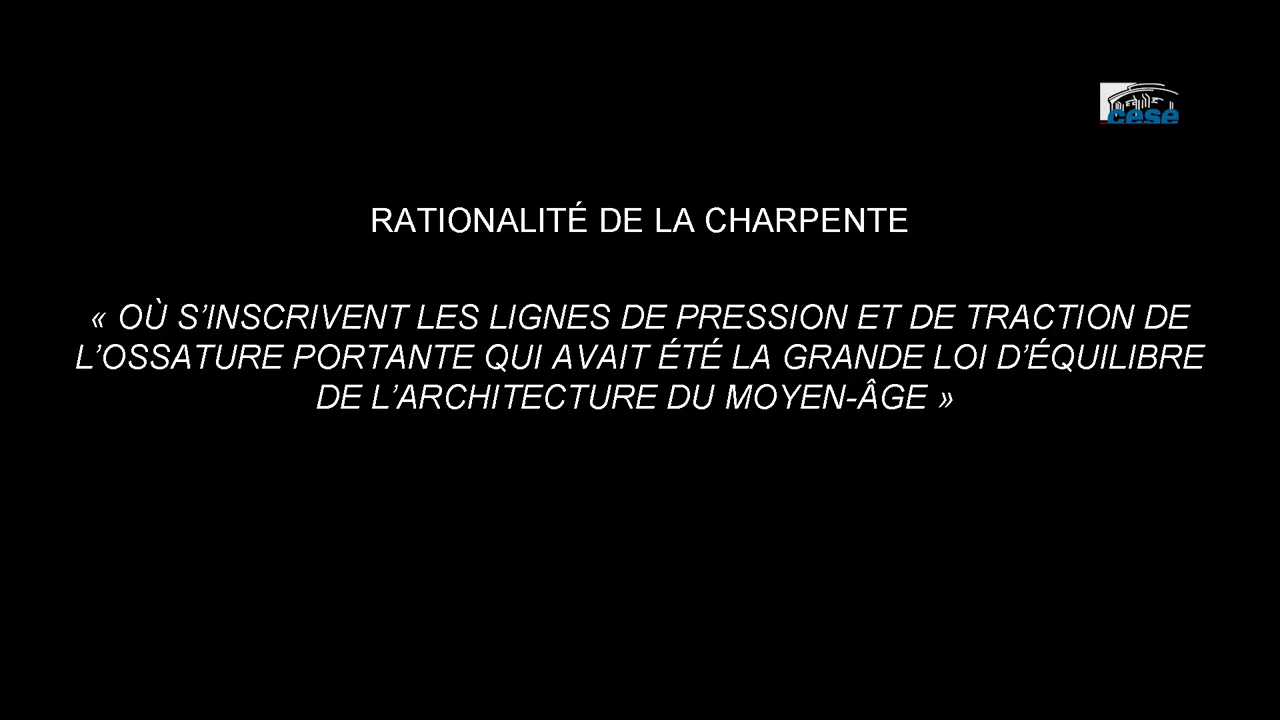 cese
RATIONALITÉ DE LA CHARPENTE
« OÙ S’INSCRIVENT LES LIGNES DE PRESSION ET DE TRACTION DE
L’OSSATURE PORTANTE QUI AVAIT ÉTÉ LA GRANDE LOI D’ÉQUILIBRE
DE L’ARCHITECTURE DU MOYEN-ÂGE »